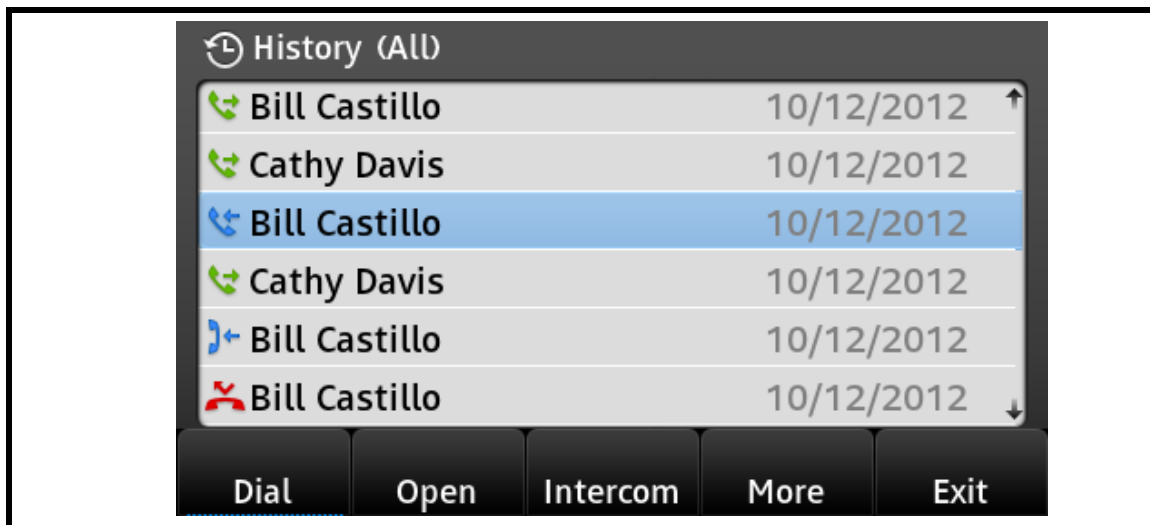 History (All)
Bill Castillo 10/12/2012
Cathy Davis 10/12/2012
Bill Castillo 10/12/2012
Cathy Davis 10/12/2012
Bill Castillo 10/12/2012
Bill Castillo 10/12/2012
Dial Open Intercom More Exit